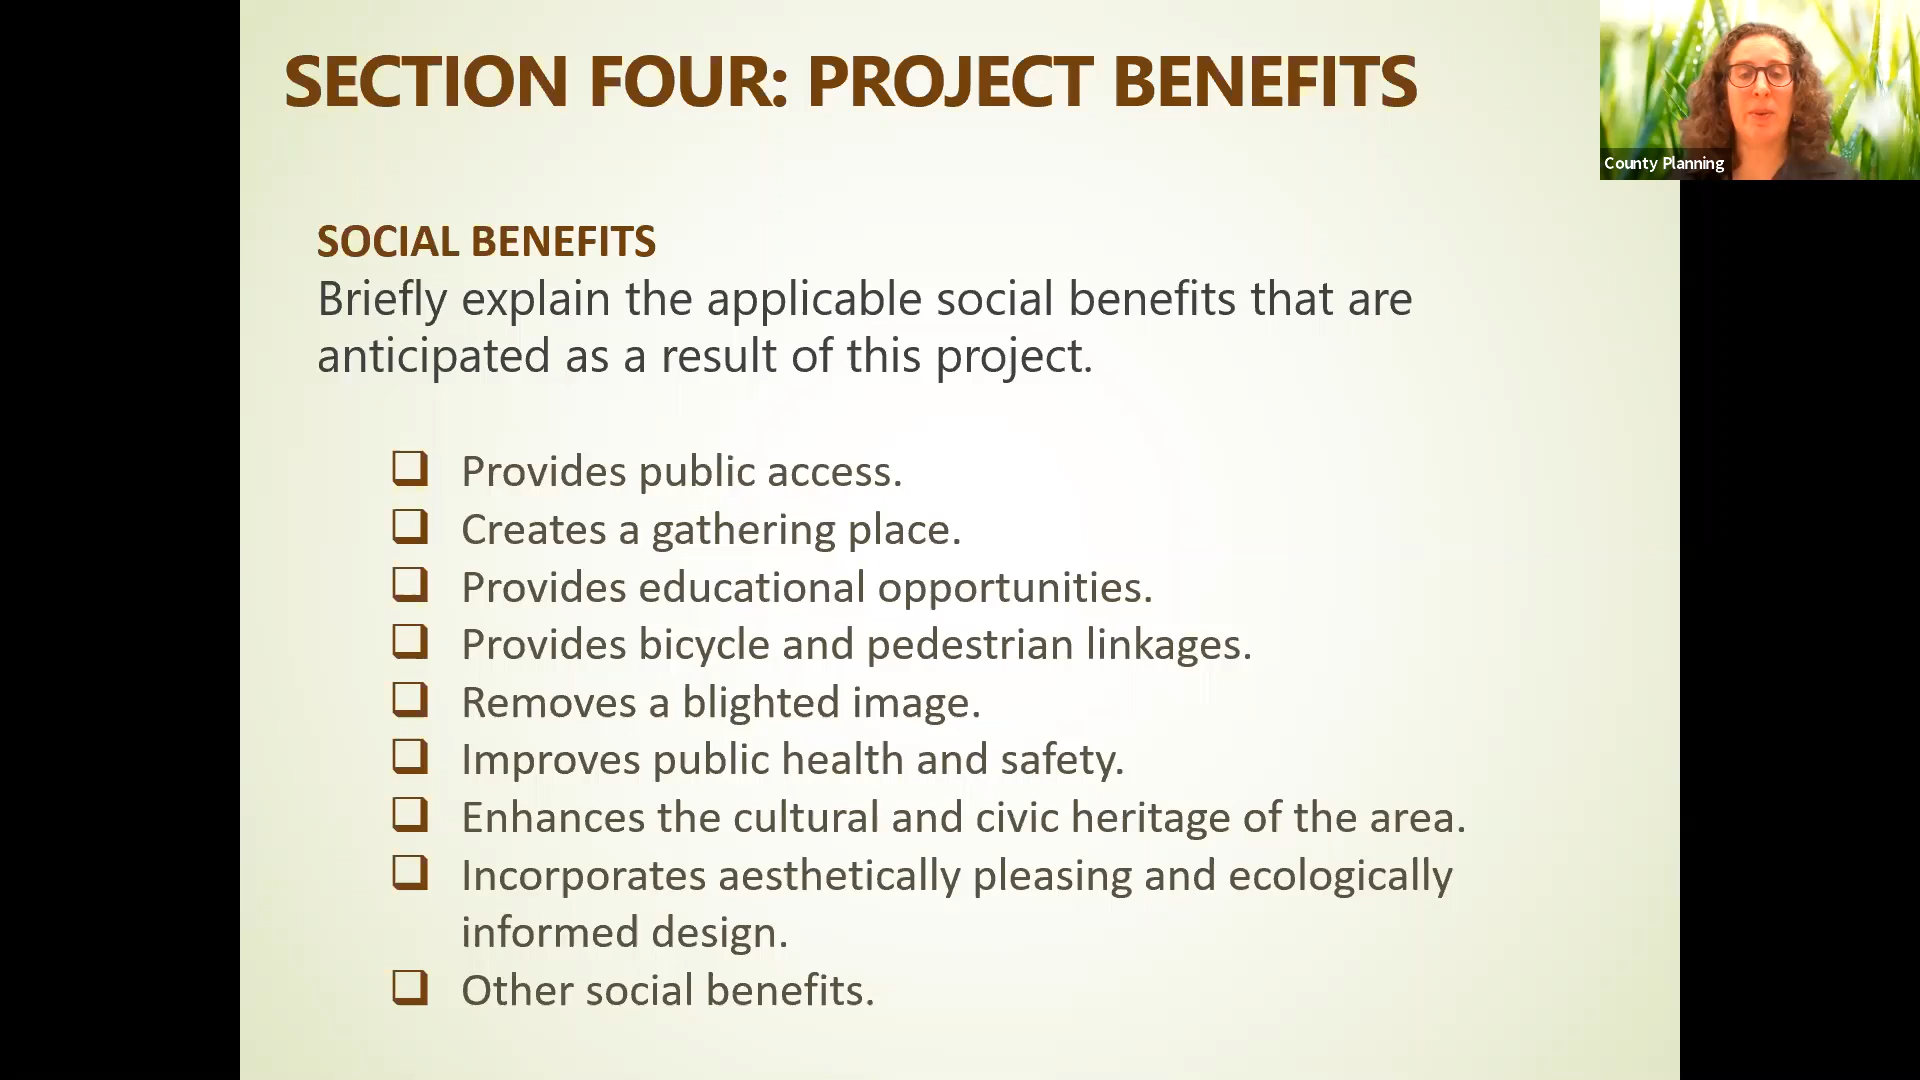 SECTION FOUR: PROJECT BENEFITS
County Planning
SOCIAL BENEFITS
Briefly explain the applicable social benefits that are
anticipated as a result of this project.
Provides public access.
Creates a gathering place.
Provides educational opportunities.
Provides bicycle and pedestrian linkages.
Removes a blighted image.
Improves public health and safety.
Enhances the cultural and civic heritage of the area.
Incorporates aesthetically pleasing and ecologically
informed design.
Other social benefits.